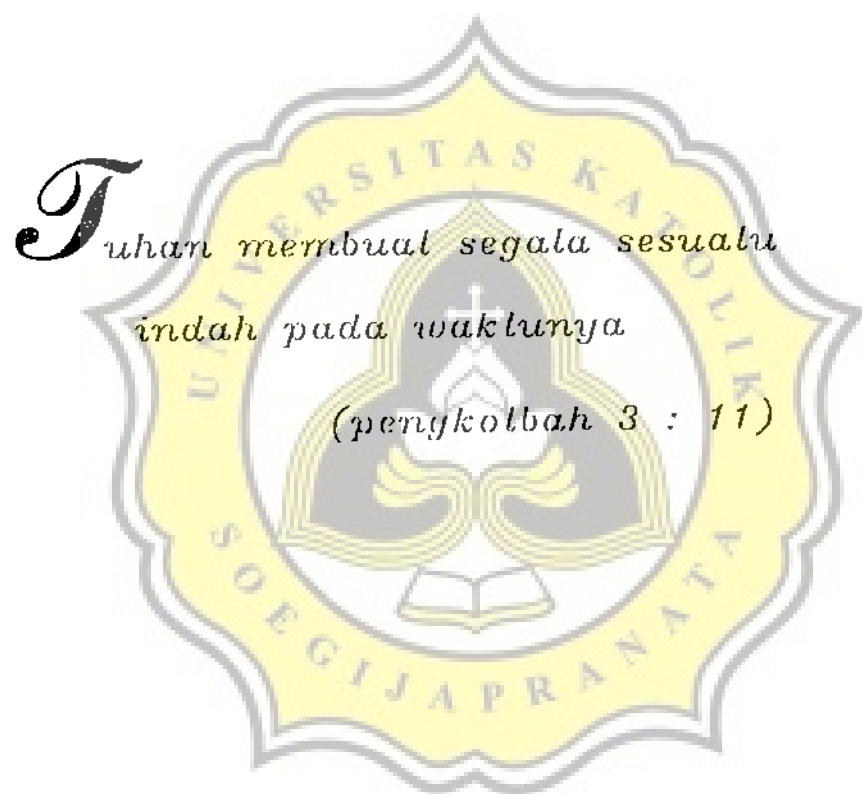 Tuhan membuat segala sesuatu
indah pada waktunya
(pengkotbah 3 : 11)
UNIVERSITAS KATOLIK
SOEGIJAPRANATA